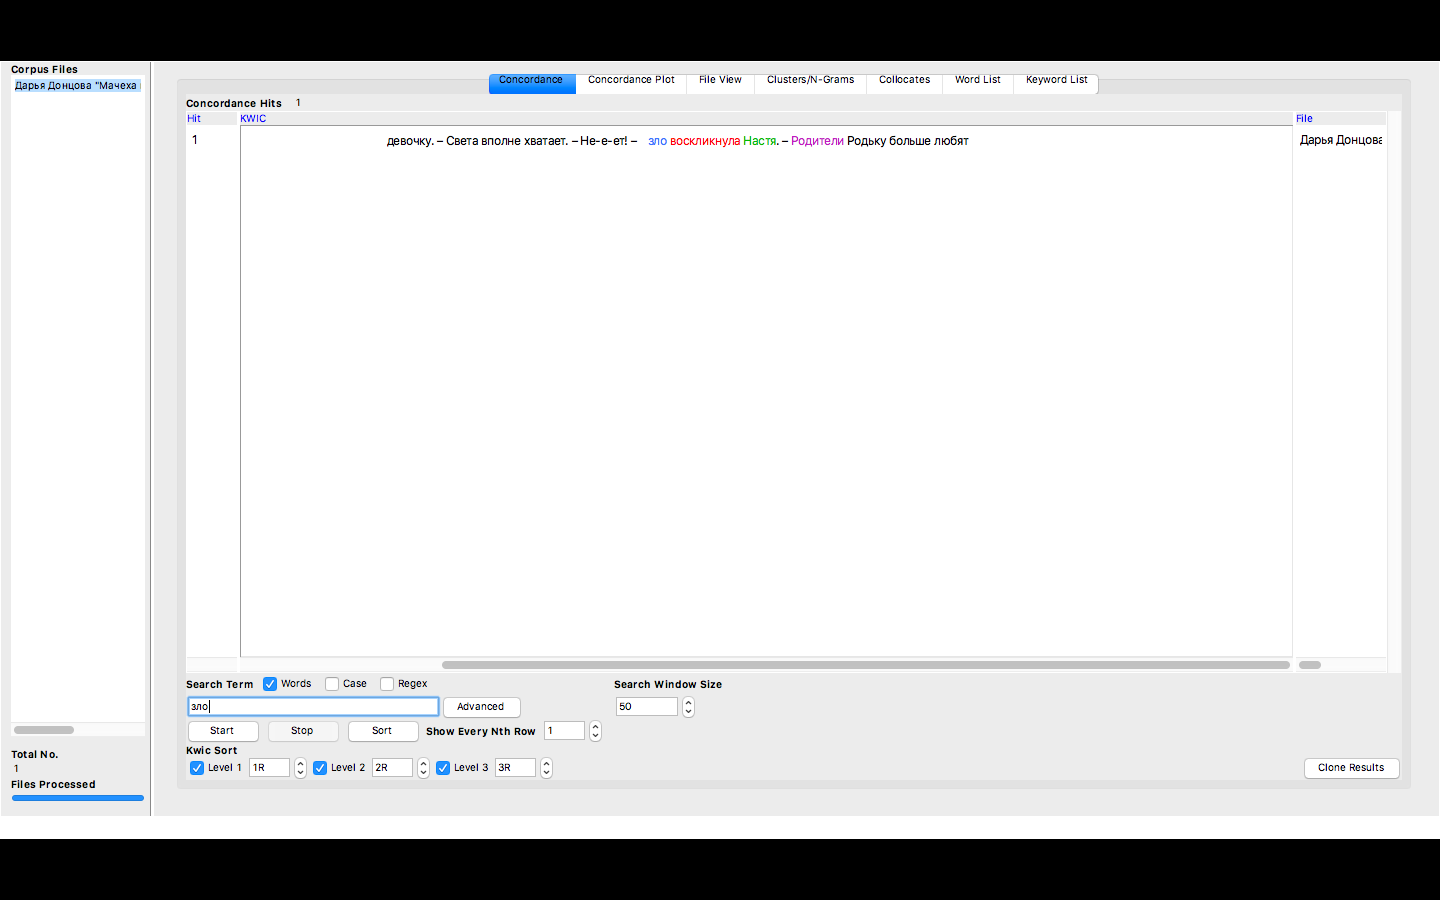 Corpus Files
Дарья Донцова "Мачеха
Concordance Concordance Plot File View Clusters/N-Grams Collocates Word List Keyword List
Concordance Hits 1
Hit KWIC File
1 девочку. – Света вполне хватает. – Не-е-ет! – зло воскликнула Настя. – Родители Родьку больше любят Дарья Донцова
Search Term Words Case Regex Search Window Size
зло Advanced 50
Start Stop Sort Show Every Nth Row 1
Kwic Sort
Level 1 1R Level 2 2R Level 3 3R Clone Results
Total No.
1
Files Processed